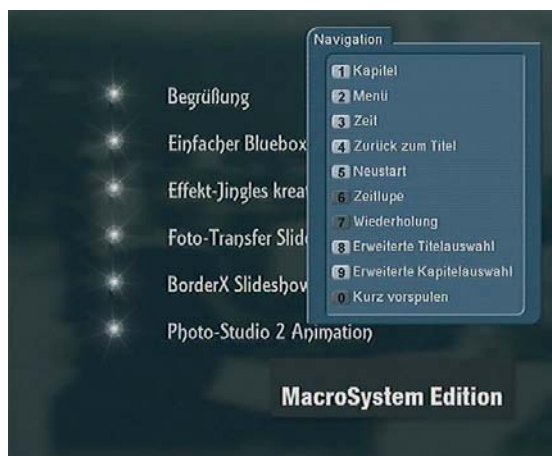 Navigation
1 Kapitel
2 Menü
3 Zeit
4 Zurück zum Titel
5 Neustart
6 Zeitlupe
7 Wiederholung
8 Erweiterte Titelauswahl
9 Erweiterte Kapitelauswahl
0 Kurz vorspulen
Begrüßung
Einfacher Bluebox
Effekt-Jingles
Foto-Transfer
BorderX
Photo-Studio 2 Animation
MacroSystem Edition